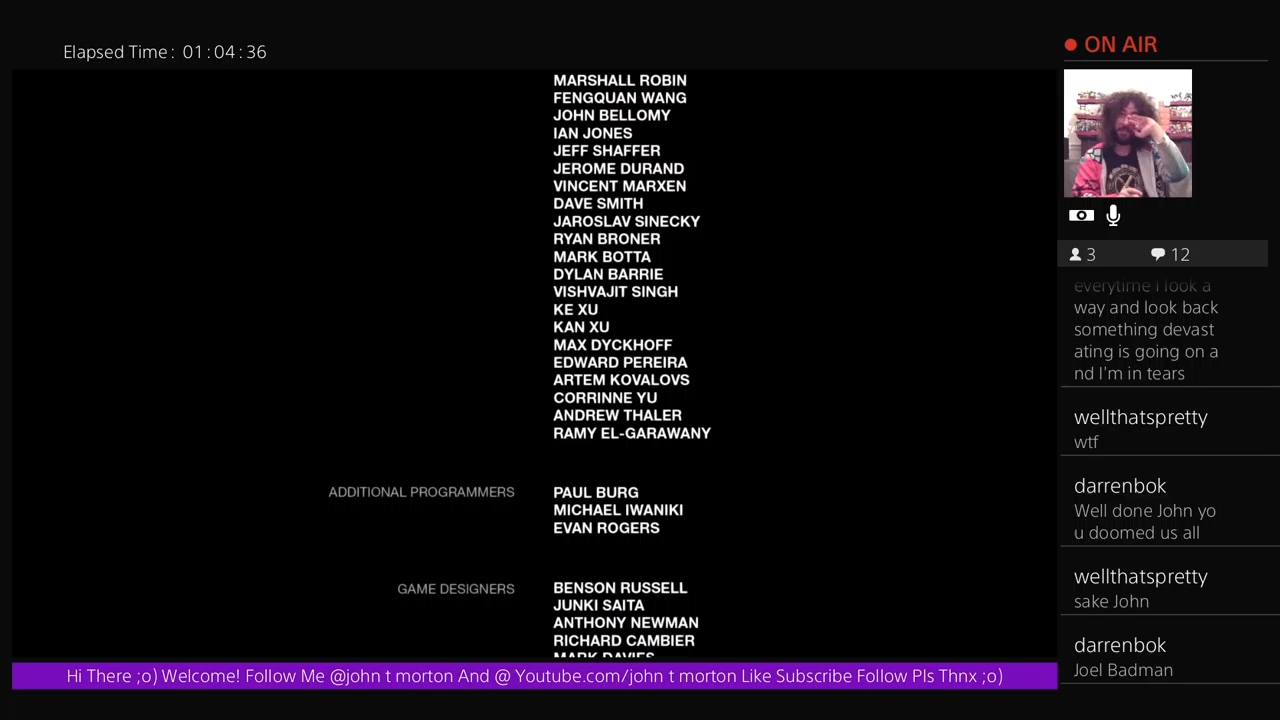 Elapsed Time: 01:04:36
ON AIR
MARSHALL ROBIN
FENGQUAN WANG
JOHN BELLOMY
IAN JONES
JEFF SHAFFER
JEROME DURAND
VINCENT MARXEN
DAVE SMITH
JAROSLAV SINECKY
RYAN BRONER
MARK BOTTA
DYLAN BARRIE
VISHVAJIT SINGH
KE XU
KAN XU
MAX DYCKHOFF
EDWARD PEREIRA
ARTEM KOVALOVS
CORRINNE YU
ANDREW THALER
RAMY EL-GARAWANY
ADDITIONAL PROGRAMMERS
PAUL BURG
MICHAEL IWANIKI
EVAN ROGERS
GAME DESIGNERS
BENSON RUSSELL
JUNKI SAITA
ANTHONY NEWMAN
RICHARD CAMBIER
MARK DAVIES
3 12
everytime I look a
way and look back
something devast
ating is going on a
nd I'm in tears
wellthatspretty
wtf
darrenbok
Well done John yo
u doomed us all
wellthatspretty
sake John
darrenbok
Joel Badman
Hi There ;o) Welcome! Follow Me @john t morton And @ Youtube.com/john t morton Like Subscribe Follow Pls Thnx ;o)